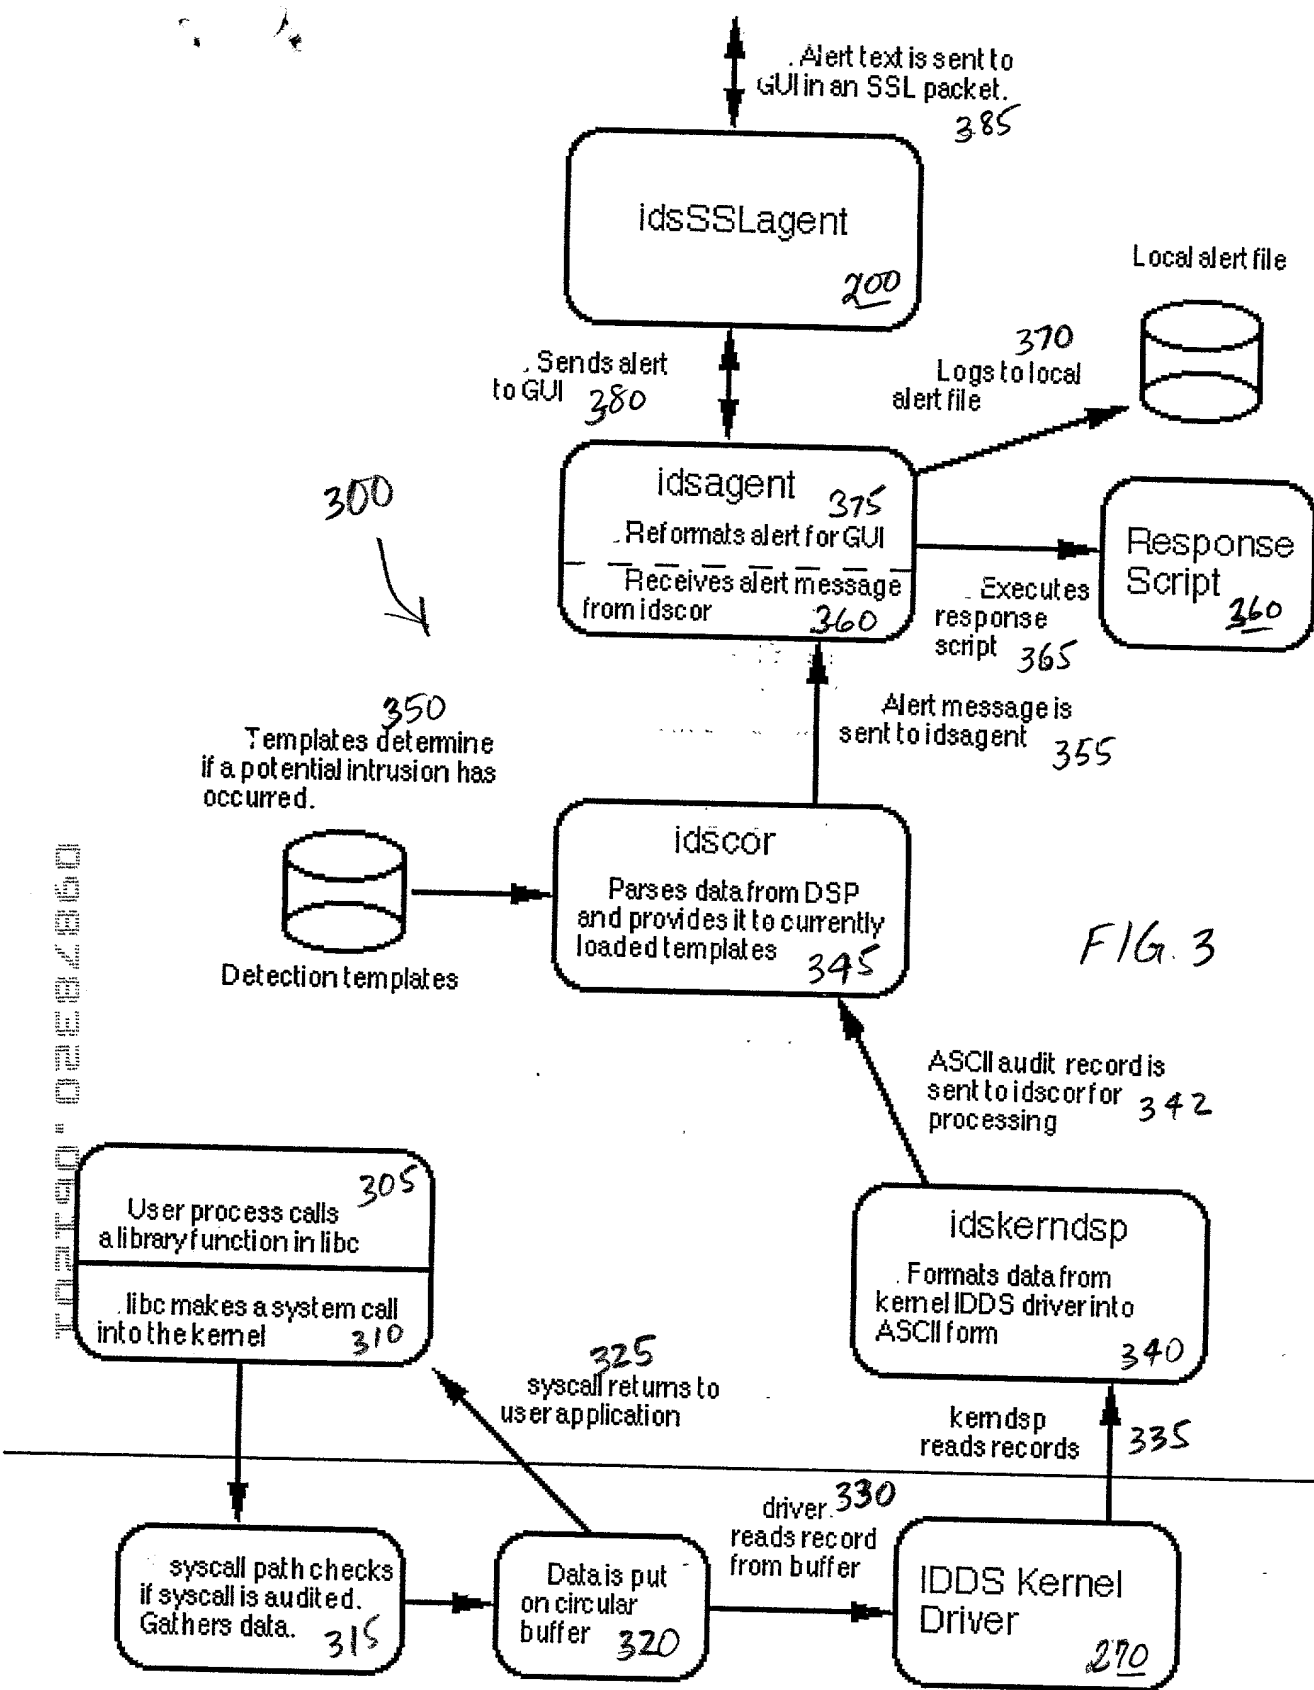 . Alert text is sent to
GUI in an SSL packet.
385
idsSSLagent
200
Local alert file
. Sends alert
to GUI 380
370
Logs to local
alert file
300
idsagent 375
. Reformats alert for GUI
Receives alert message
from idscor 360
Response
Script 360
. Executes
response
script 365
350
Templates determine
if a potential intrusion has
occurred.
Alert message is
sent to idsagent 355
idscor
Parses data from DSP
and provides it to currently
loaded templates 345
Detection templates
FIG. 3
ASCII audit record is
sent to idscor for
processing 342
305
User process calls
a library function in libc
. libc makes a system call
into the kernel 310
idskerndsp
. Formats data from
kernel IDDS driver into
ASCII form
340
325
syscall returns to
user application
kerndsp
reads records 335
driver. 330
reads record
from buffer
syscall path checks
if syscall is audited.
Gathers data. 315
Data is put
on circular
buffer 320
IDDS Kernel
Driver
270